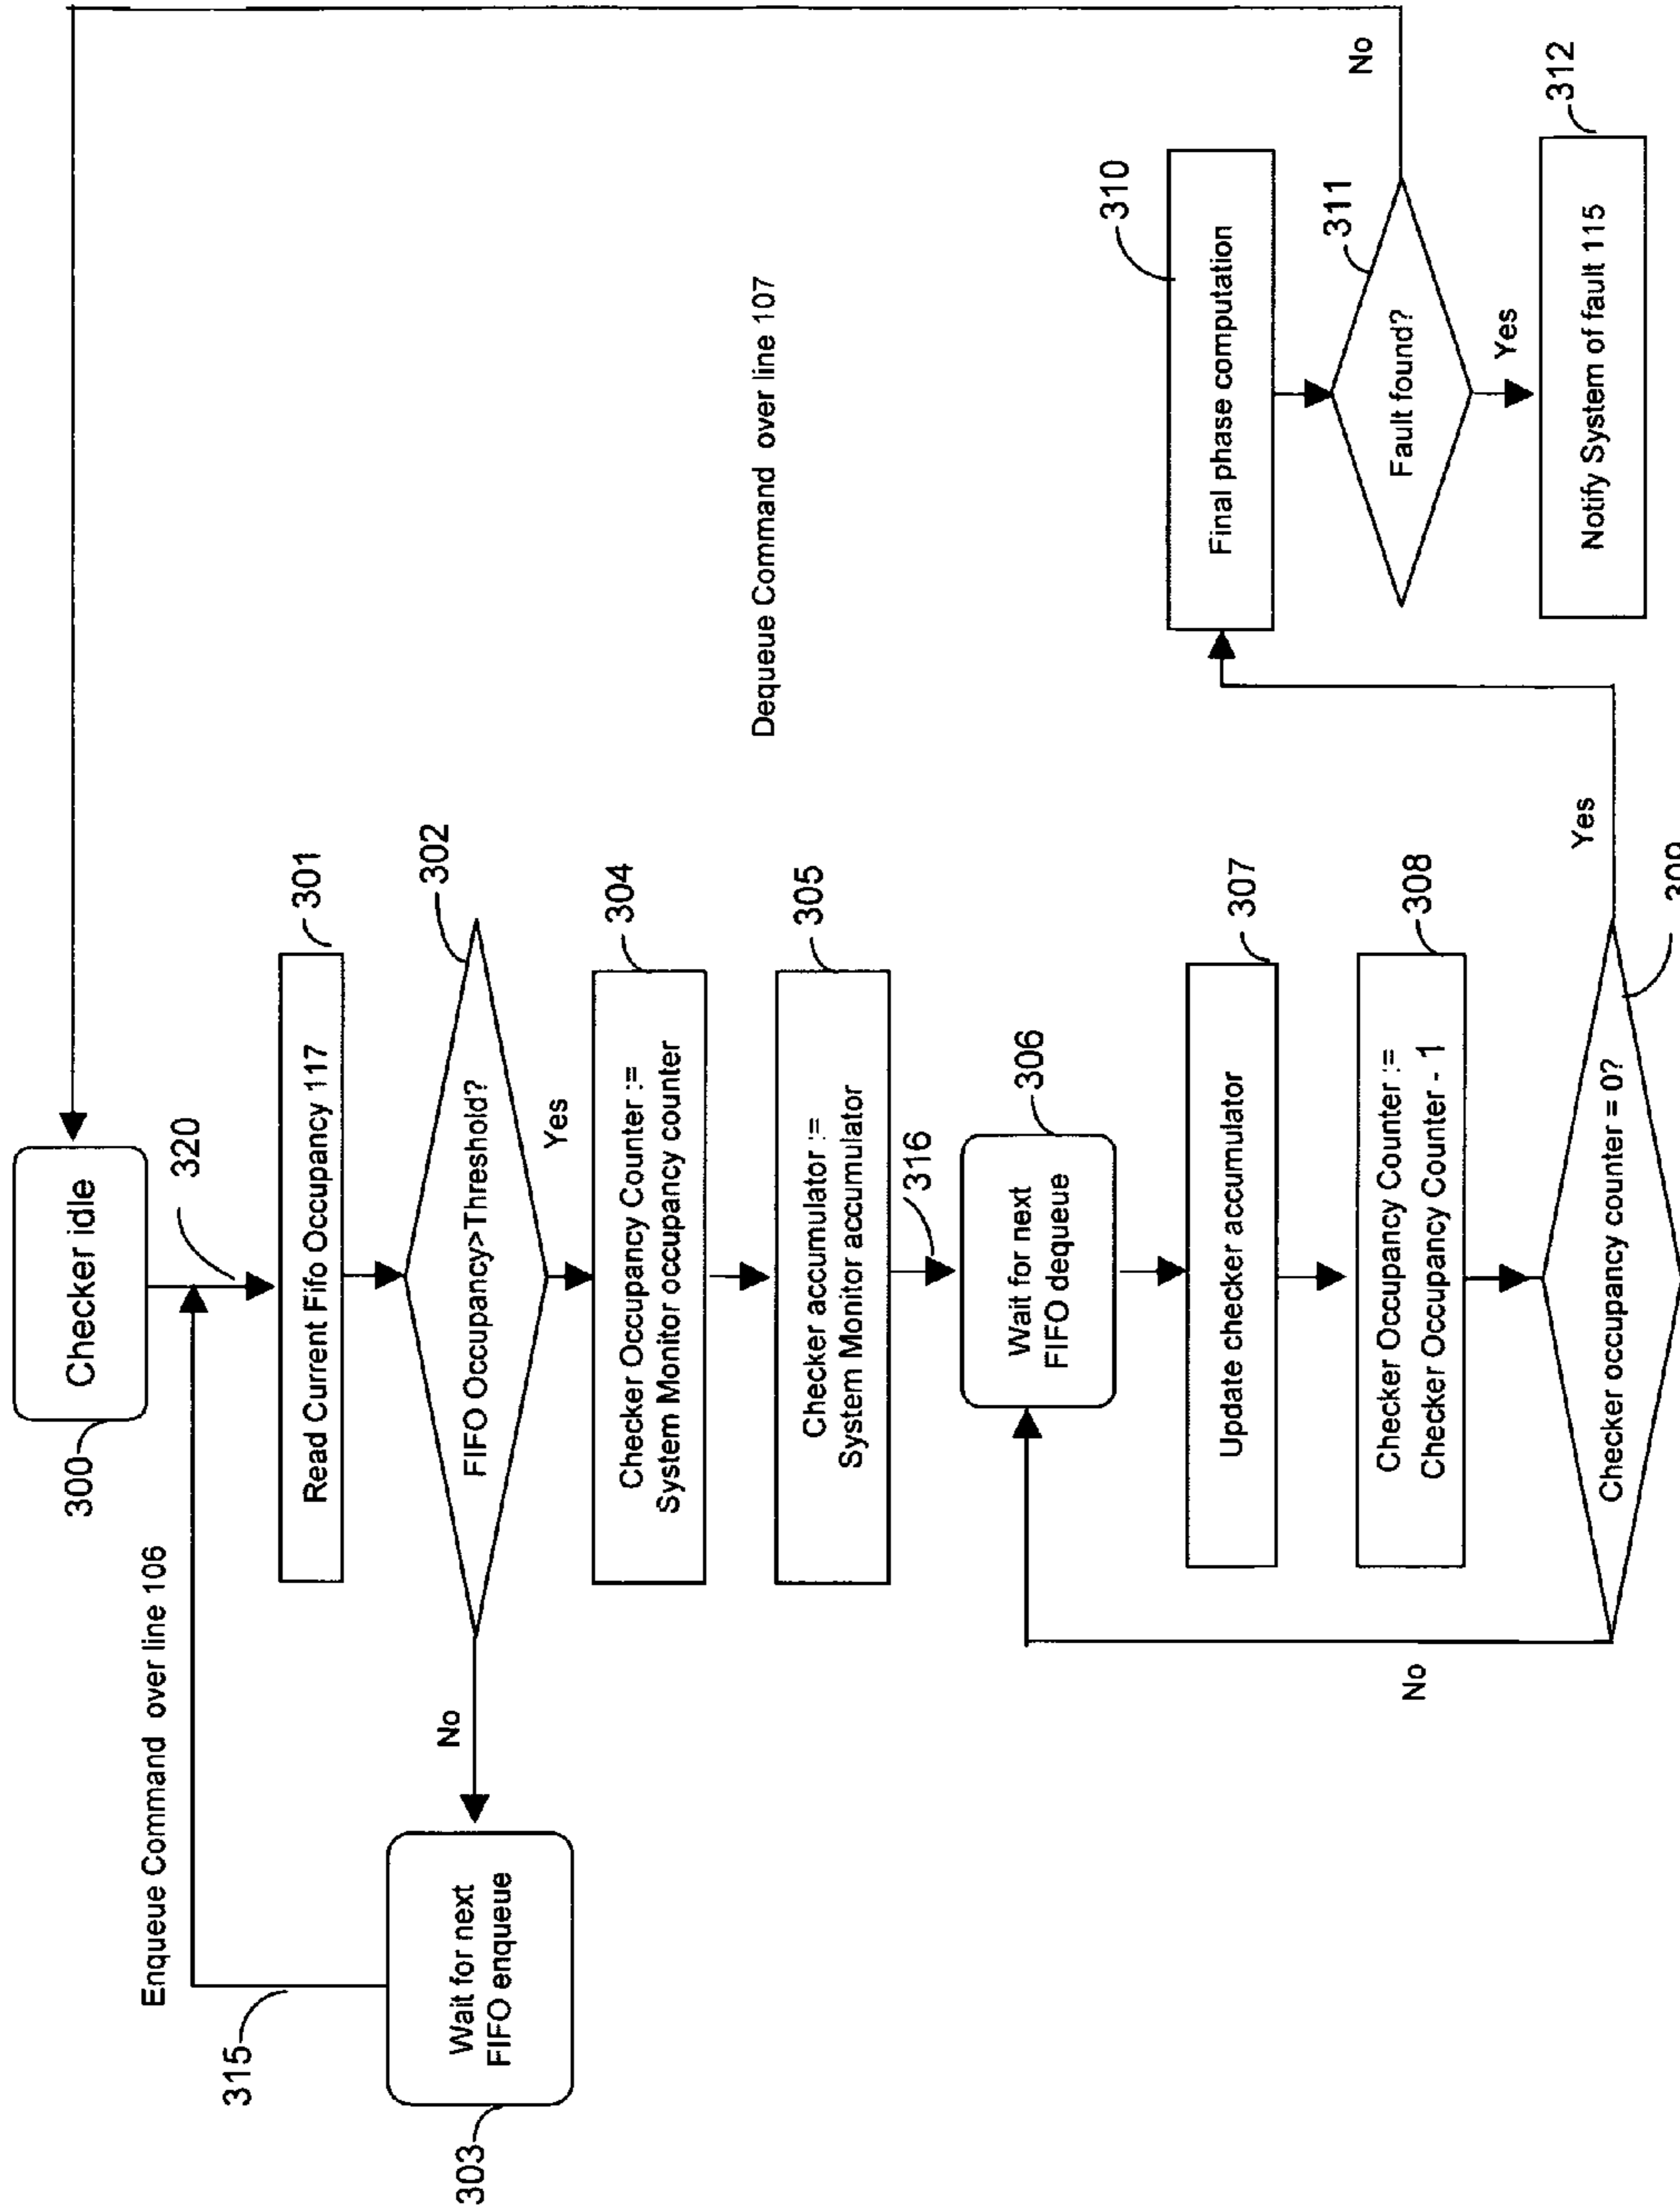 Checker idle
300
320
Enqueue Command over line 106
315
Read Current Fifo Occupancy 117
301
FIFO Occupancy>Threshold?
302
No
Yes
Wait for next
FIFO enqueue
303
Checker Occupancy Counter :=
System Monitor occupancy counter
304
Checker accumulator :=
System Monitor accumulator
305
316
Wait for next
FIFO dequeue
306
Dequeue Command over line 107
Update checker accumulator
307
Checker Occupancy Counter :=
Checker Occupancy Counter - 1
308
Checker occupancy counter = 0?
309
No
Yes
Final phase computation
310
Fault found?
311
No
Yes
Notify System of fault 115
312